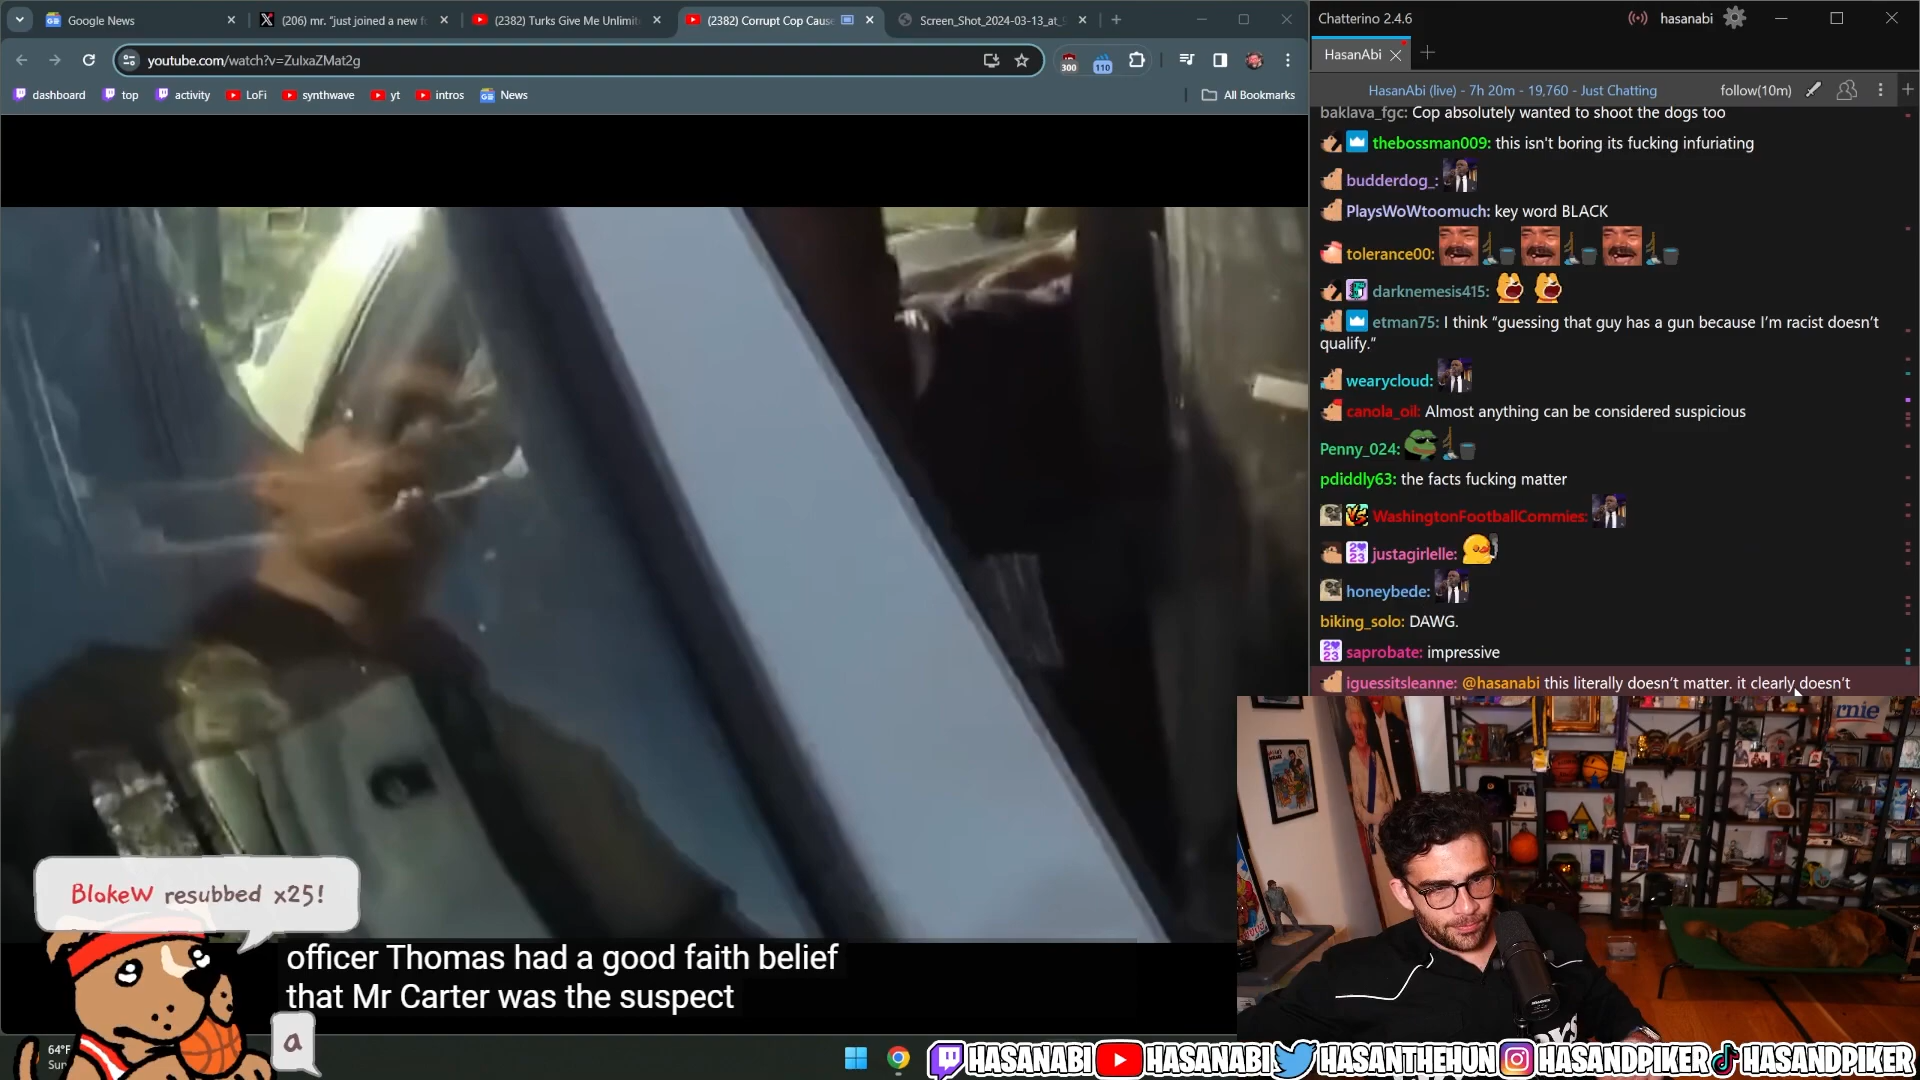 Google News
(206) mr. "just joined a new f
(2382) Turks Give Me Unlimit
(2382) Corrupt Cop Cause
Screen_Shot_2024-03-13_at_
youtube.com/watch?v=ZulxaZMat2g
300
110
dashboard
top
activity
LoFi
synthwave
yt
intros
News
All Bookmarks
Chatterino 2.4.6
hasanabi
HasanAbi
HasanAbi (live) - 7h 20m - 19,760 - Just Chatting
follow(10m)
baklava_fgc: Cop absolutely wanted to shoot the dogs too
thebossman009: this isn't boring its fucking infuriating
budderdog_:
PlaysWoWtoomuch: key word BLACK
tolerance00:
darknemesis415:
etman75: I think “guessing that guy has a gun because I’m racist doesn’t
qualify.”
wearycloud:
canola_oil: Almost anything can be considered suspicious
Penny_024:
pdiddly63: the facts fucking matter
WashingtonFootballCommies:
justagirlelle:
honeybede:
biking_solo: DAWG.
saprobate: impressive
iguessitsleanne: @hasanabi this literally doesn’t matter. it clearly doesn’t
BlakeW resubbed x25!
officer Thomas had a good faith belief
that Mr Carter was the suspect
a
64°F
HASANABI
HASANABI
HASANTHEHUN
HASANDPIKER
HASANDPIKER